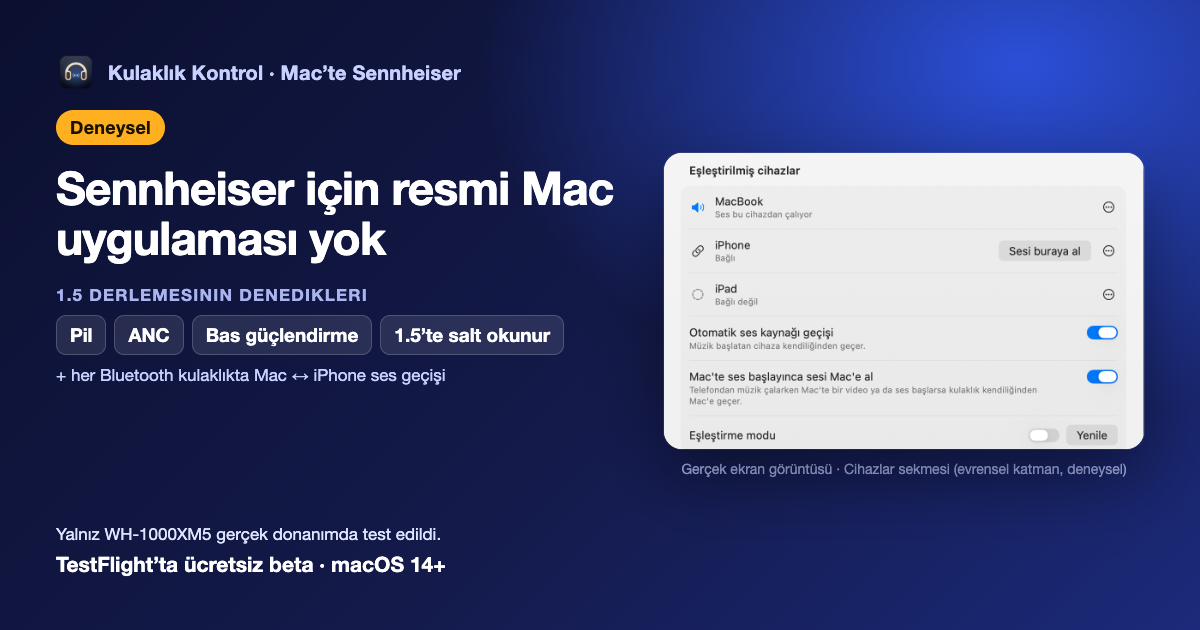 Kulaklık Kontrol · Mac’te Sennheiser
Deneysel
Sennheiser için resmi Mac
uygulaması yok
1.5 DERLEMESININ DENEDIKLERI
Pil
ANC
Bas güçlendirme
1.5’te salt okunur
+ her Bluetooth kulaklıkta Mac ↔ iPhone ses geçişi
Yalnız WH-1000XM5 gerçek donanımda test edildi.
TestFlight’ta ücretsiz beta · macOS 14+
Eşleştirilmiş cihazlar
MacBook
Ses bu cihazdan çalıyor
iPhone
Bağlı
Sesi buraya al
iPad
Bağlı değil
Otomatik ses kaynağı geçişi
Müzik başlatan cihaza kendiliğinden geçer.
Mac'te ses başlayınca sesi Mac'e al
Telefondan müzik çalarken Mac'te bir video ya da ses başlarsa kulaklık kendiliğinden
Mac'e geçer.
Eşleştirme modu
Yenile
Gerçek ekran görüntüsü · Cihazlar sekmesi (evrensel katman, deneysel)